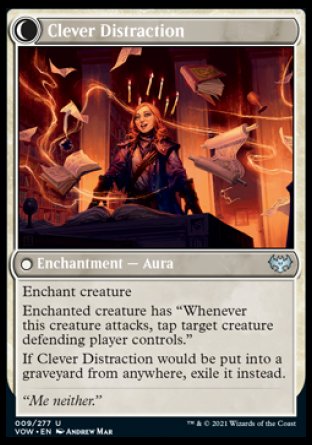 Clever Distraction
Enchantment — Aura
Enchant creature
Enchanted creature has “Whenever
this creature attacks, tap target creature
defending player controls.”
If Clever Distraction would be put into a
graveyard from anywhere, exile it instead.
“Me neither.”
009/277 U
VOW • EN Andrew Mar
™ & © 2021 Wizards of the Coast